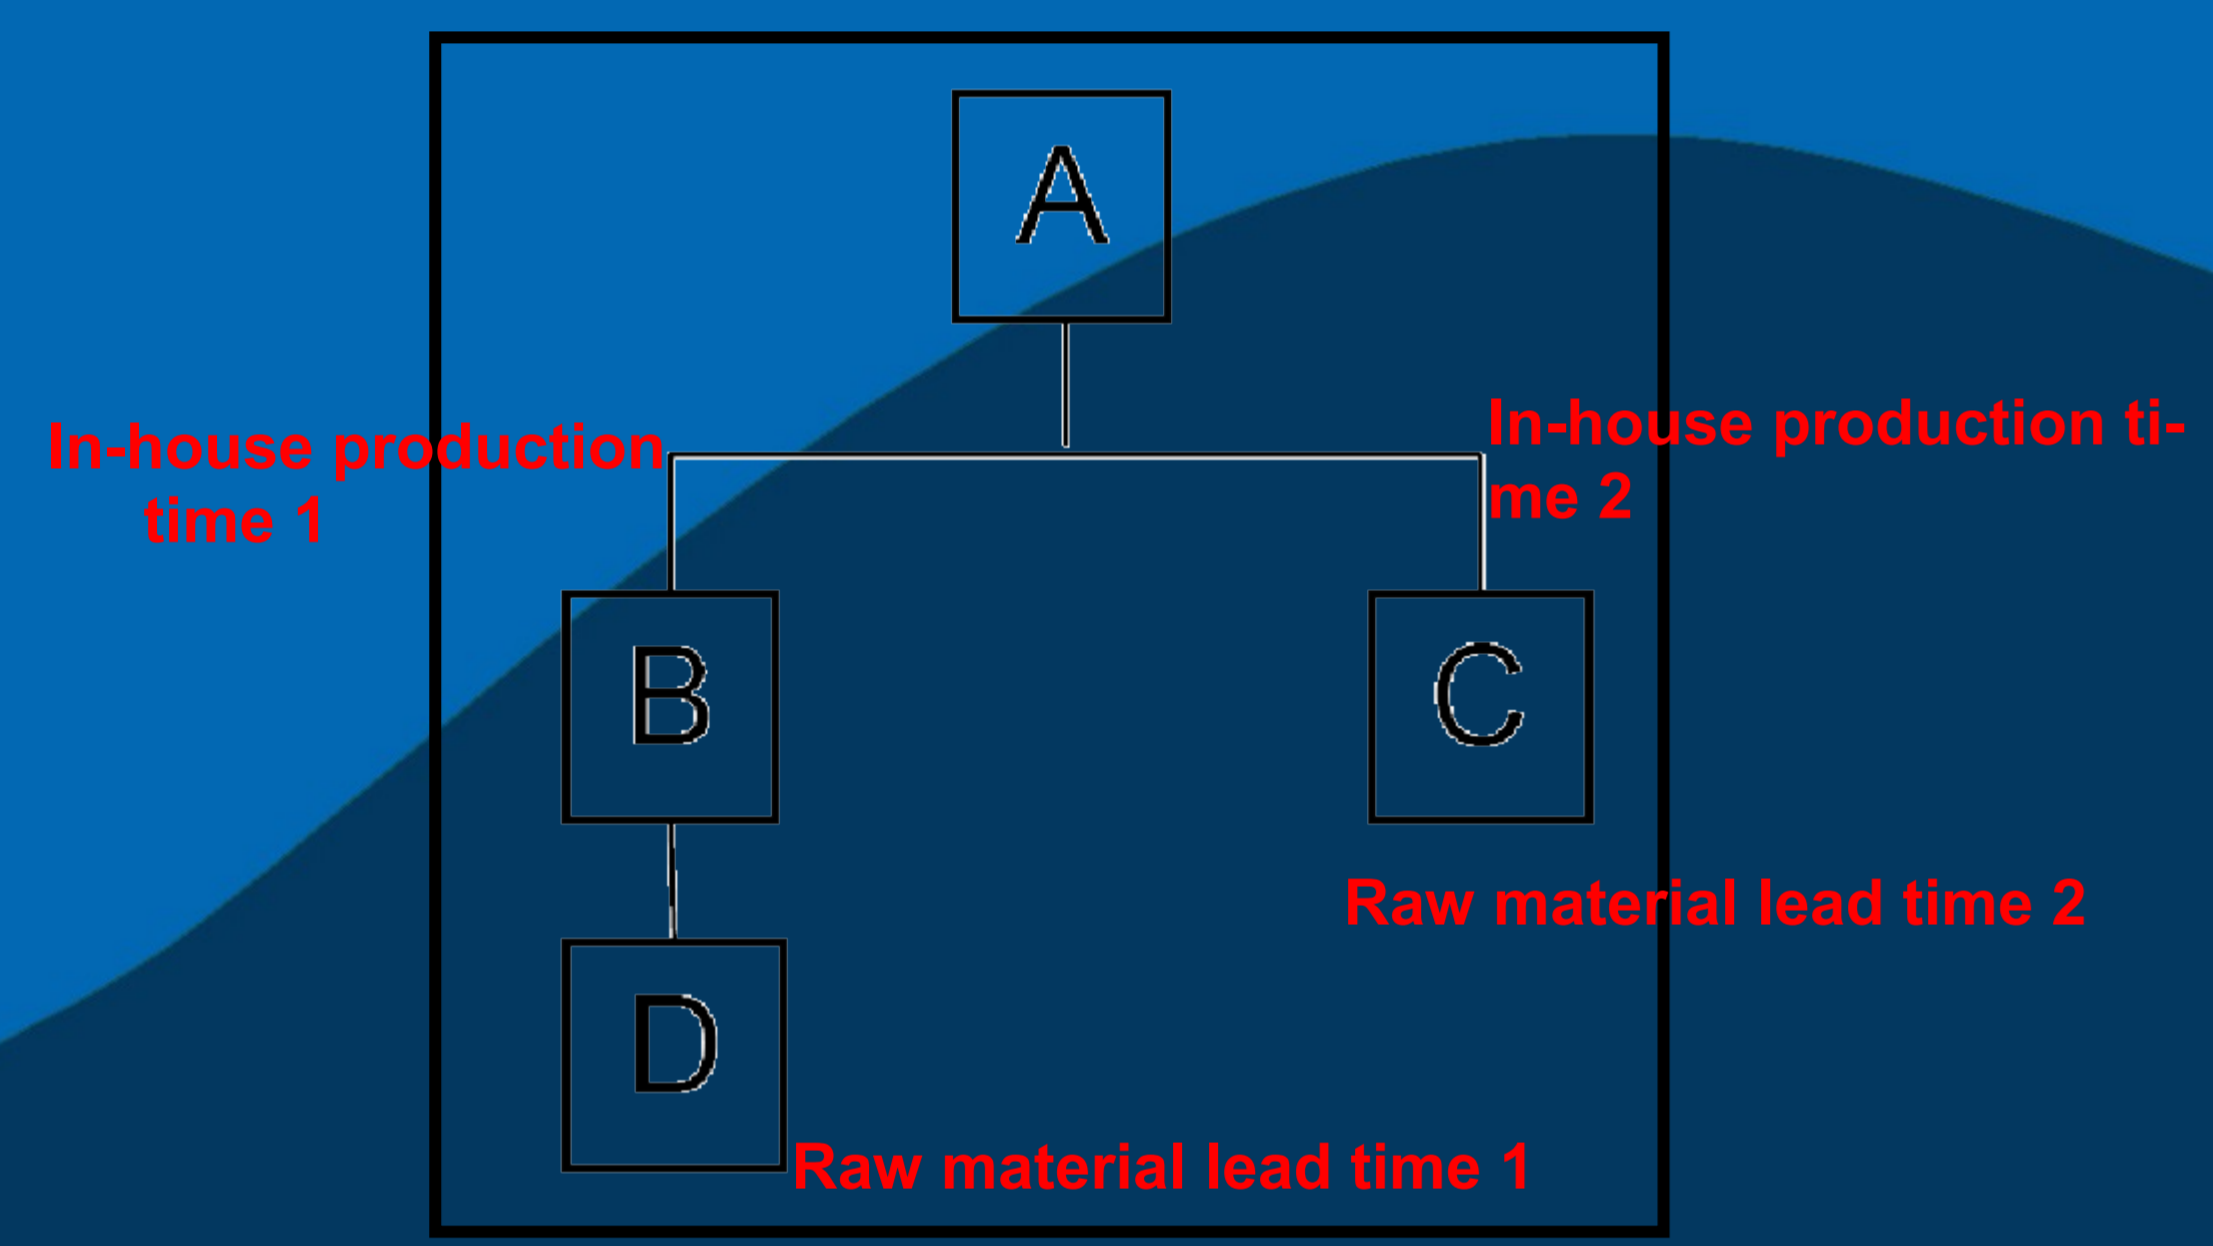 A
In-house production
time 1
In-house production ti-
me 2
B
C
Raw material lead time 2
D
Raw material lead time 1